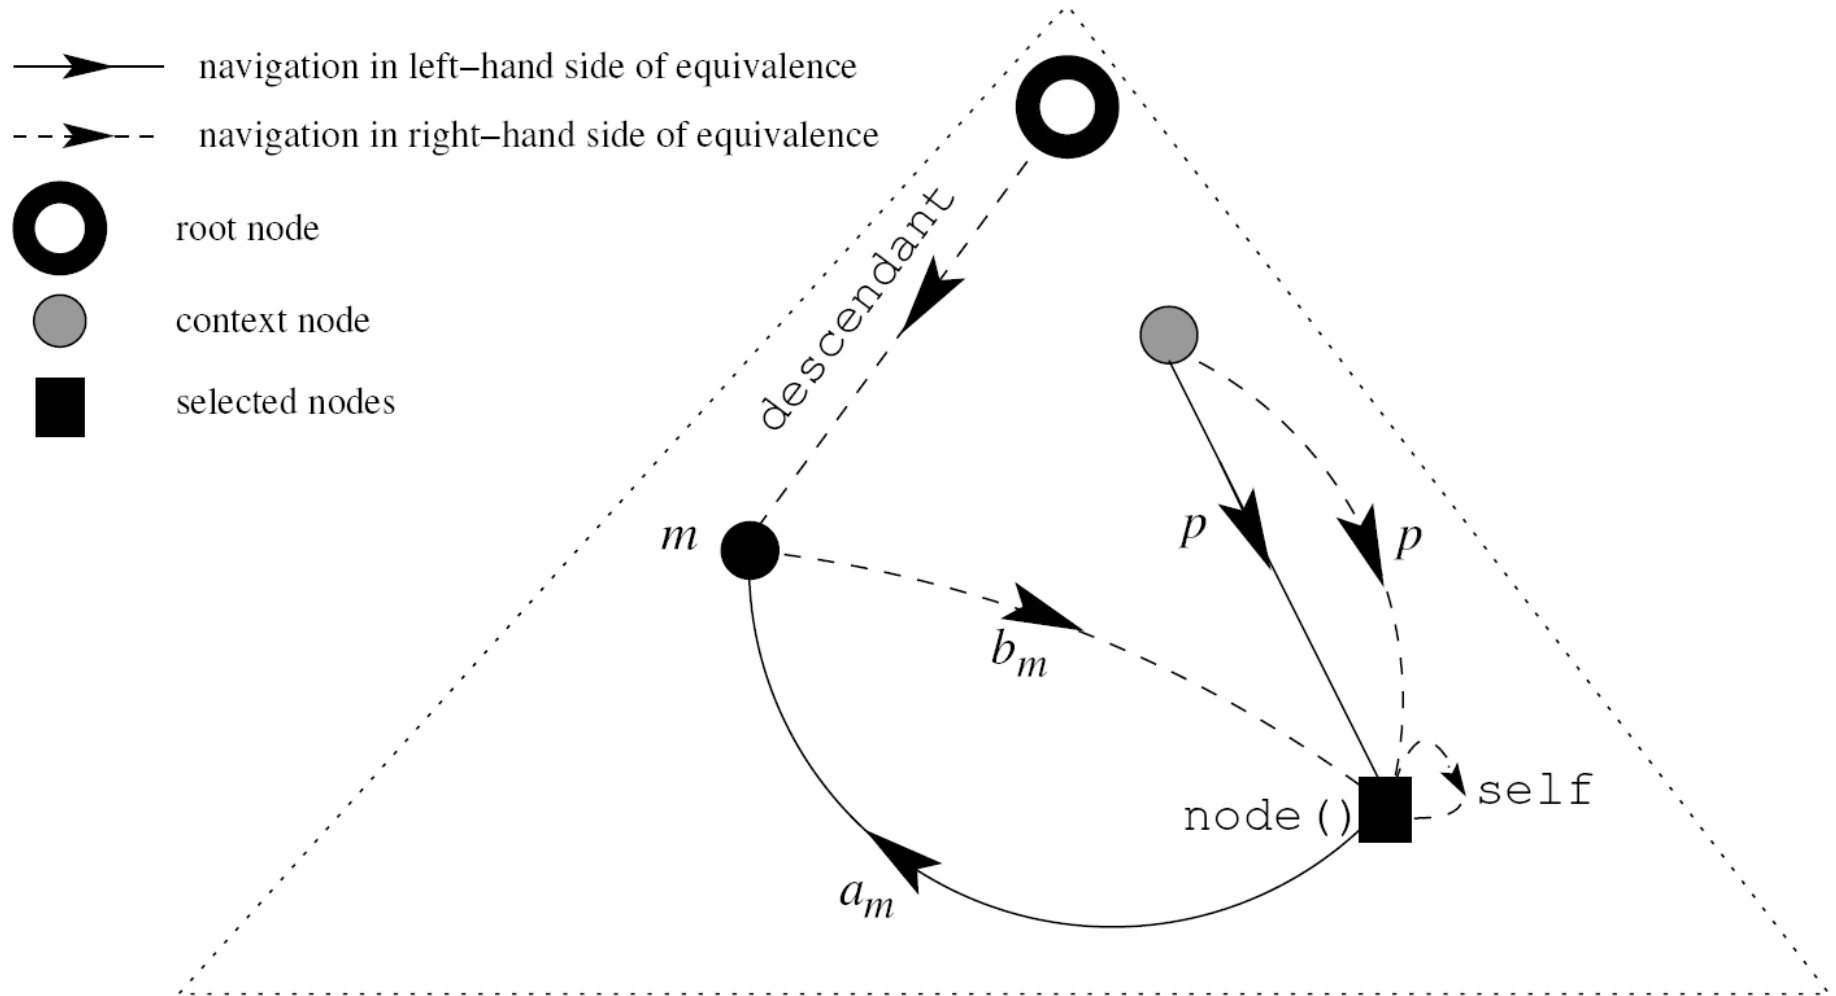 navigation in left–hand side of equivalence
navigation in right–hand side of equivalence
root node
context node
selected nodes
descendant
m
p
p
b_m
self
node()
a_m